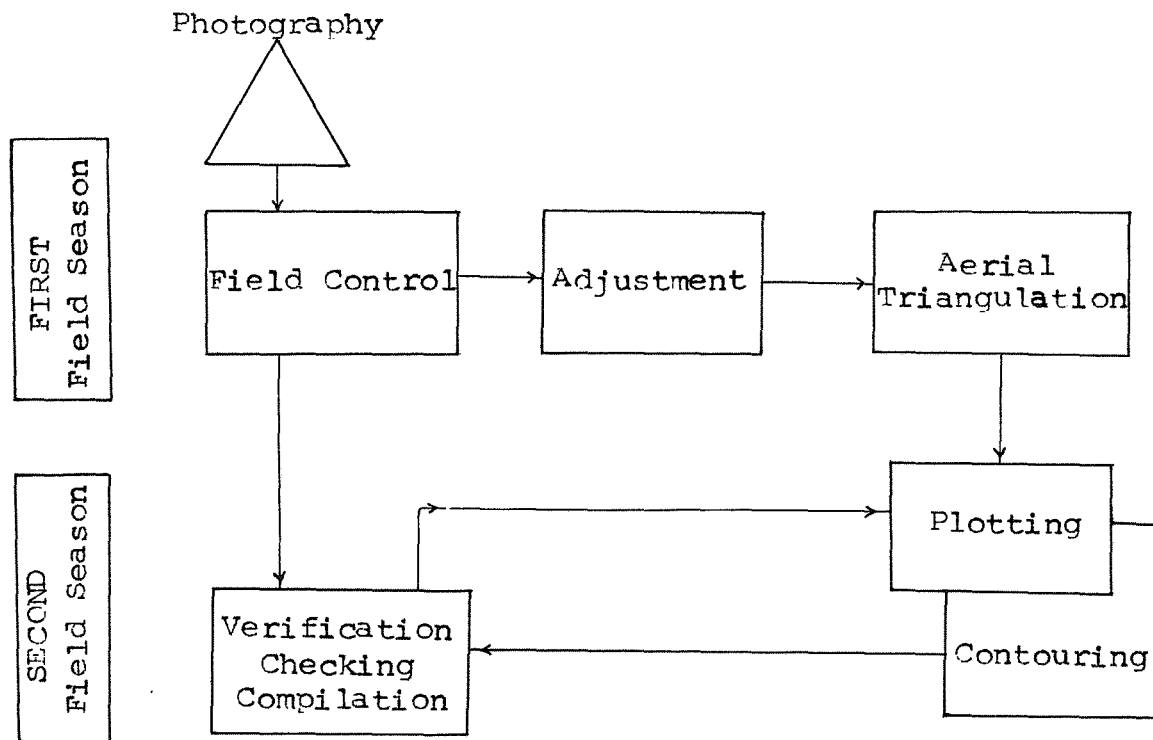 Photography
FIRST
Field Season
Field Control
Adjustment
Aerial
Triangulation
SECOND
Field Season
Plotting
Verification
Checking
Compilation
Contouring